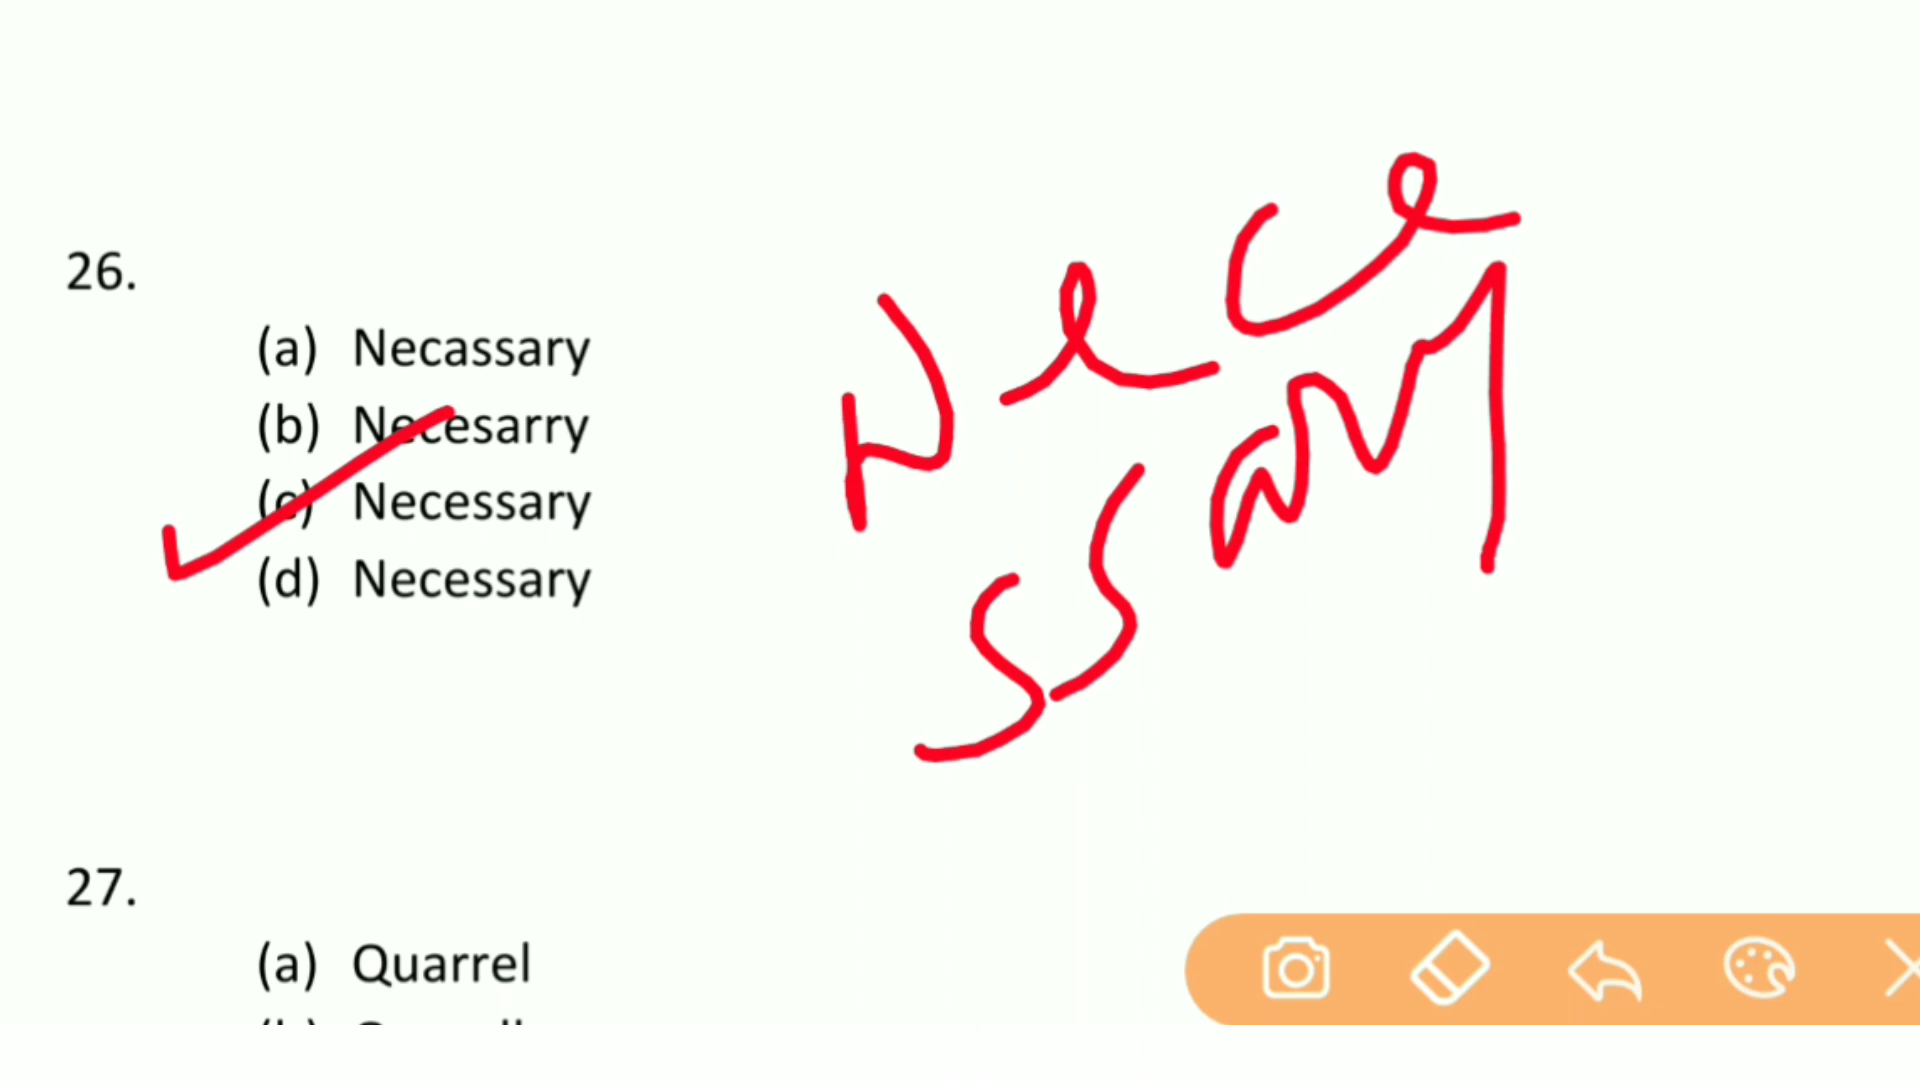 26.
(a) Necassary
(b) Necesarry
(c) Necessary
(d) Necessary
Nece
ssary
27.
(a) Quarrel